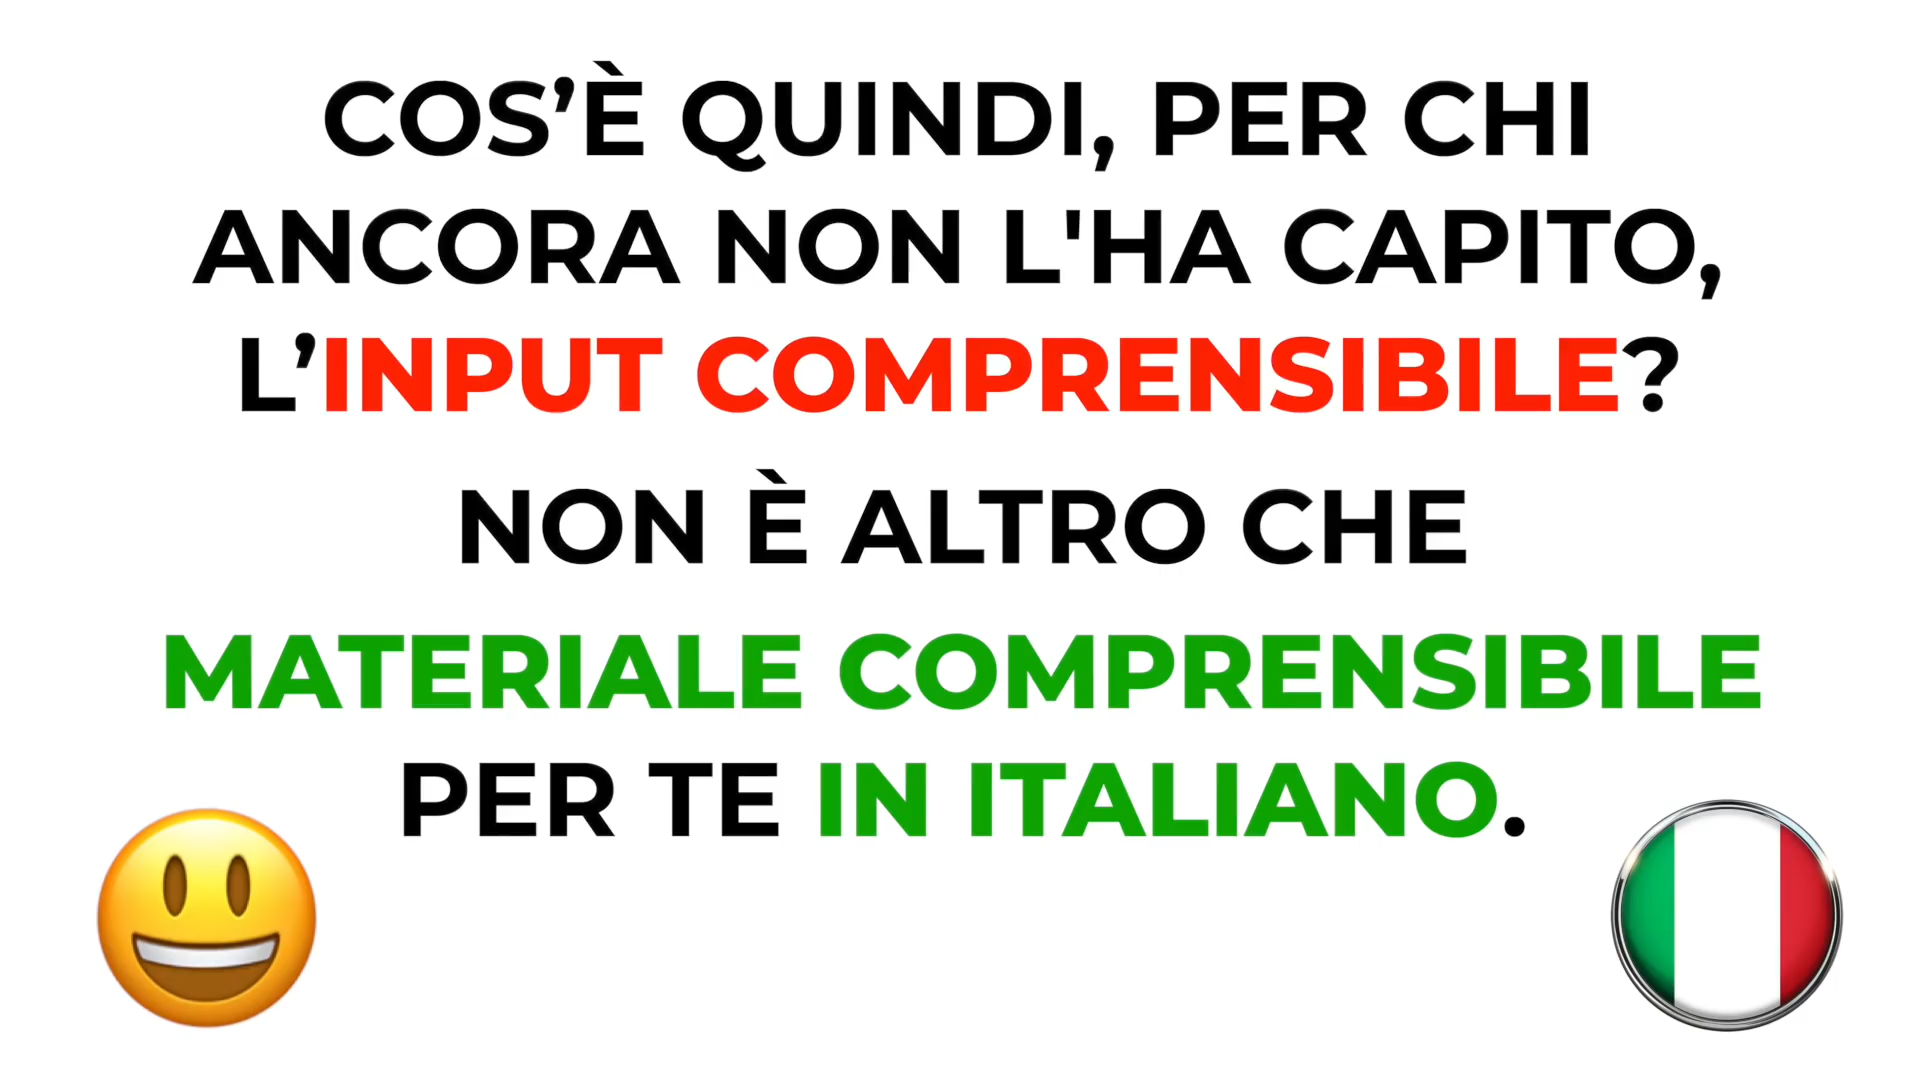 COS’È QUINDI, PER CHI
ANCORA NON L'HA CAPITO,
L’INPUT COMPRENSIBILE?
NON È ALTRO CHE
MATERIALE COMPRENSIBILE
PER TE IN ITALIANO.